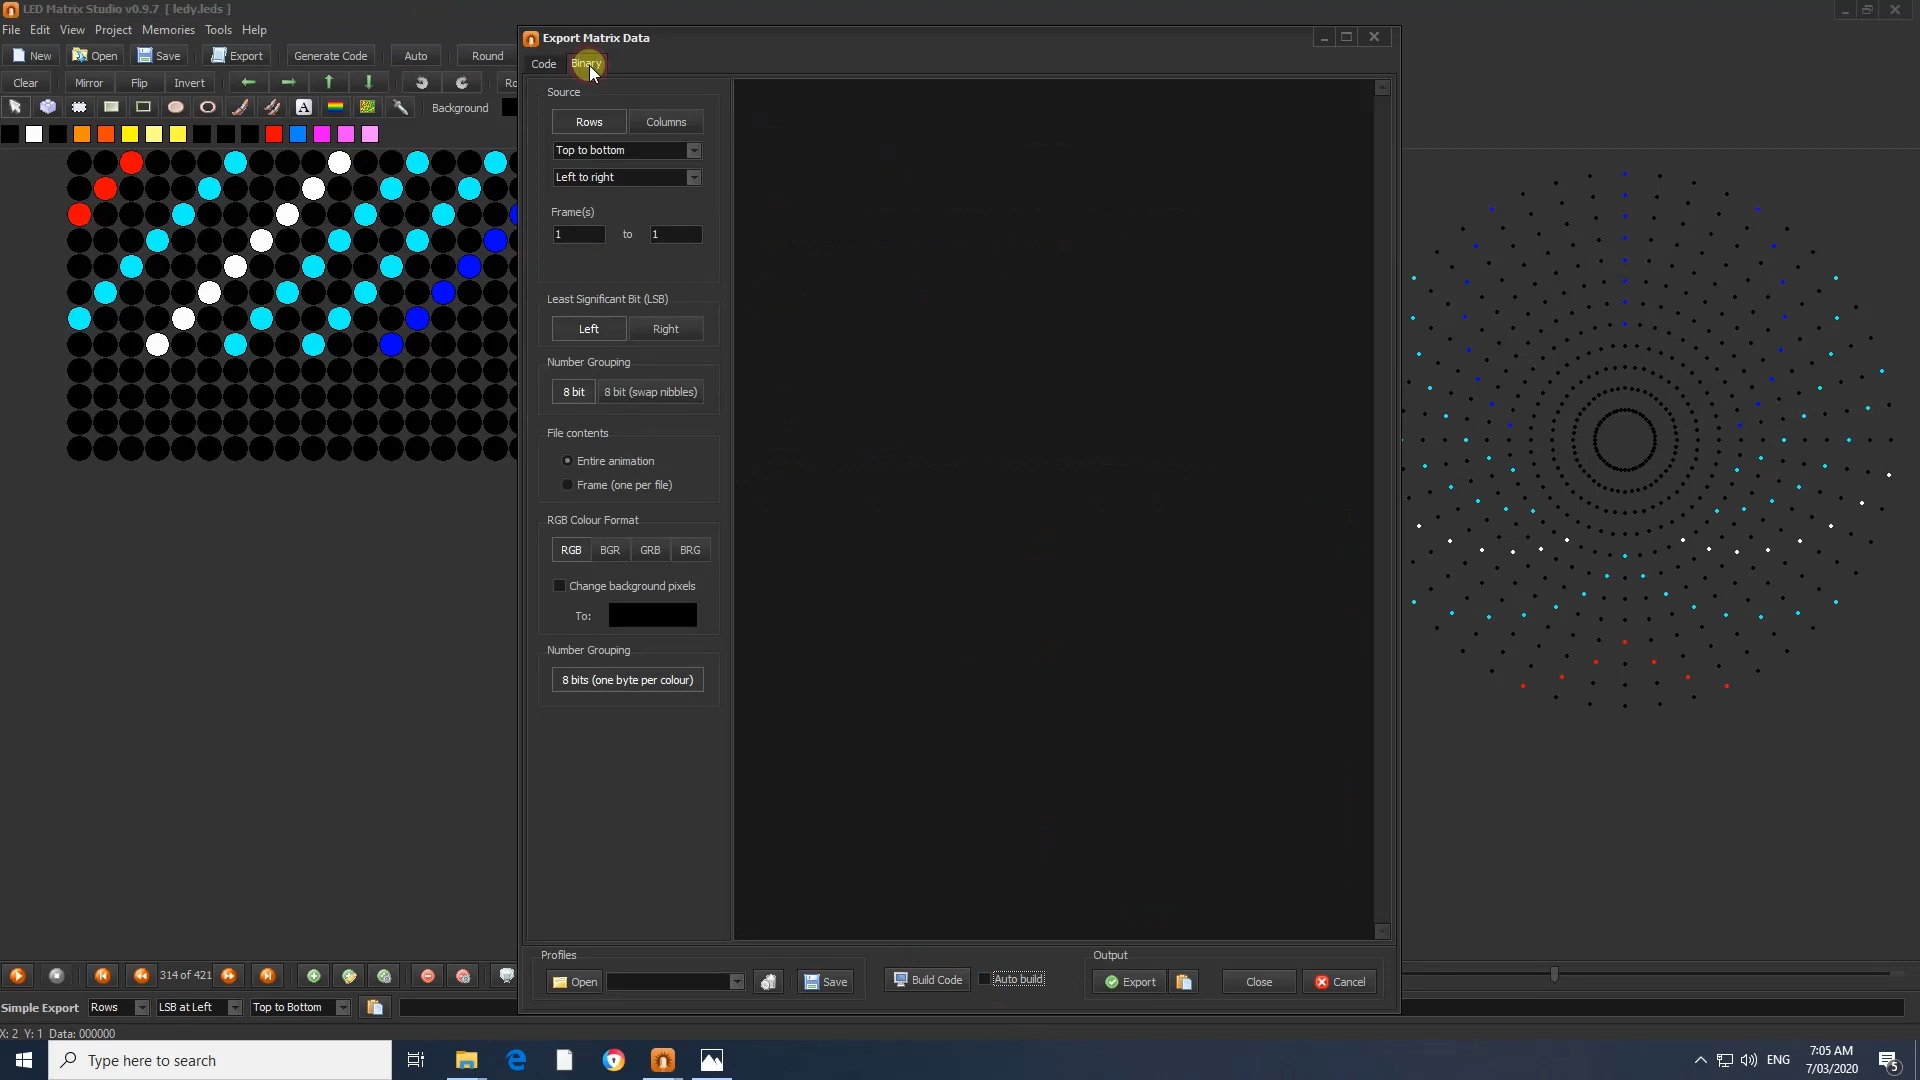 LED Matrix Studio v0.9.7 [ ledy.leds ]
File Edit View Project Memories Tools Help
New Open Save Export Generate Code Auto Round
Clear Mirror Flip Invert
A Background
Export Matrix Data
Code Binary
Source
Rows Columns
Top to bottom
Left to right
Frame(s)
1 to 1
Least Significant Bit (LSB)
Left Right
Number Grouping
8 bit 8 bit (swap nibbles)
File contents
Entire animation
Frame (one per file)
RGB Colour Format
RGB BGR GRB BRG
Change background pixels
To:
Number Grouping
8 bits (one byte per colour)
Profiles
Open Save Build Code Auto build
Output
Export Close Cancel
314 of 421
Simple Export Rows LSB at Left Top to Bottom
X: 2 Y: 1 Data: 000000
Type here to search
ENG
7:05 AM
7/03/2020
5